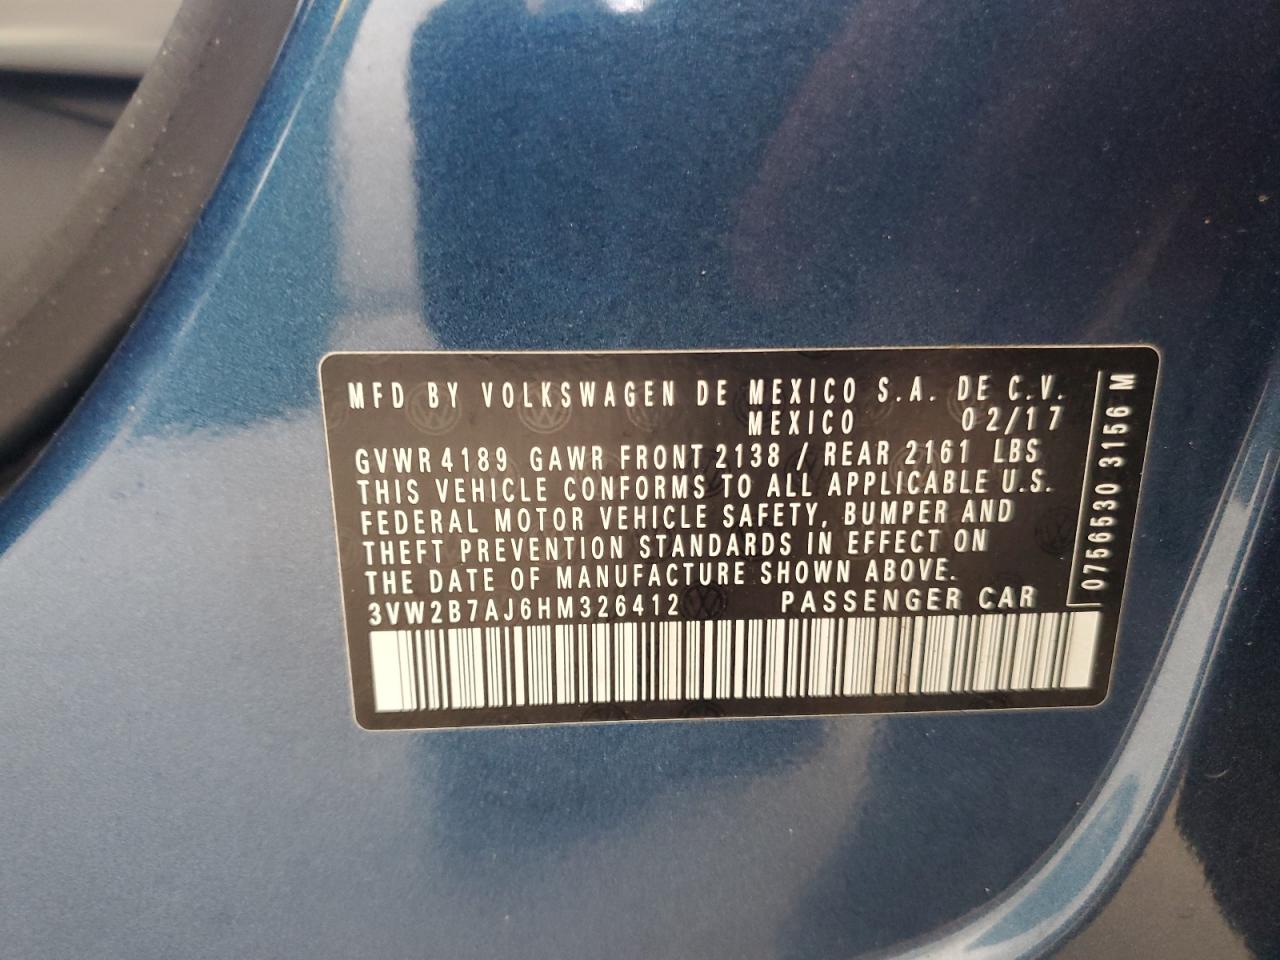 MFD BY VOLKSWAGEN DE MEXICO S.A. DE C.V.
MEXICO 02/17
GVWR 4189 GAWR FRONT 2138 / REAR 2161 LBS
THIS VEHICLE CONFORMS TO ALL APPLICABLE U.S.
FEDERAL MOTOR VEHICLE SAFETY, BUMPER AND
THEFT PREVENTION STANDARDS IN EFFECT ON
THE DATE OF MANUFACTURE SHOWN ABOVE.
3VW2B7AJ6HM326412 PASSENGER CAR
0756530 3156 M